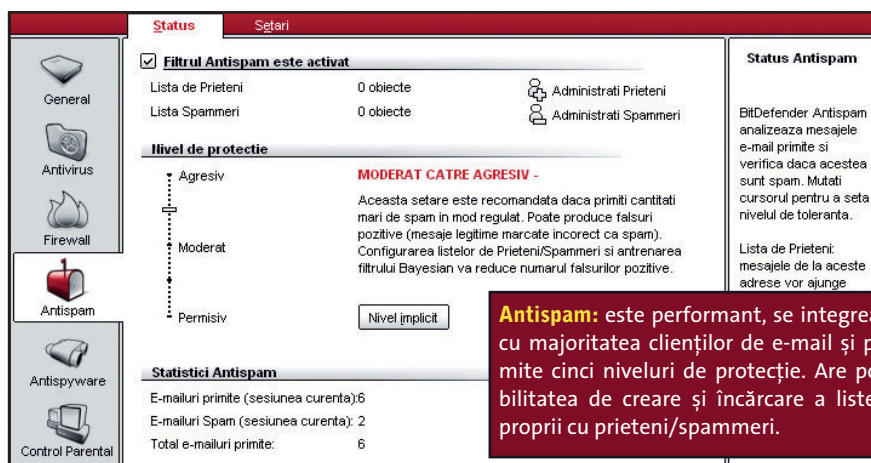 Status
Setari
General
Antivirus
Firewall
Antispam
Antispyware
Control Parental
Filtrul Antispam este activat
Lista de Prieteni 0 obiecte Administrati Prieteni
Lista Spammeri 0 obiecte Administrati Spammeri
Nivel de protectie
Agresiv
Moderat
Permisiv
MODERAT CATRE AGRESIV -
Aceasta setare este recomandata daca primiti cantitati
mari de spam in mod regulat. Poate produce falsuri
pozitive (mesaje legitime marcate incorect ca spam).
Configurarea listelor de Prieteni/Spammeri si antrenarea
filtrului Bayesian va reduce numarul falsurilor pozitive.
Nivel implicit
Statistici Antispam
E-mailuri primite (sesiunea curenta):6
E-mailuri Spam (sesiunea curenta): 2
Total e-mailuri primite: 6
Status Antispam
BitDefender Antispam
analizeaza mesajele
e-mail primite si
verifica daca acestea
sunt spam. Mutati
cursorul pentru a seta
nivelul de toleranta.
Lista de Prieteni:
mesajele de la aceste
adrese vor ajunge
Antispam: este performant, se integrea
cu majoritatea clienților de e-mail și p
mite cinci niveluri de protecție. Are po
bilitatea de creare și încărcare a liste
proprii cu prieteni/spammeri.